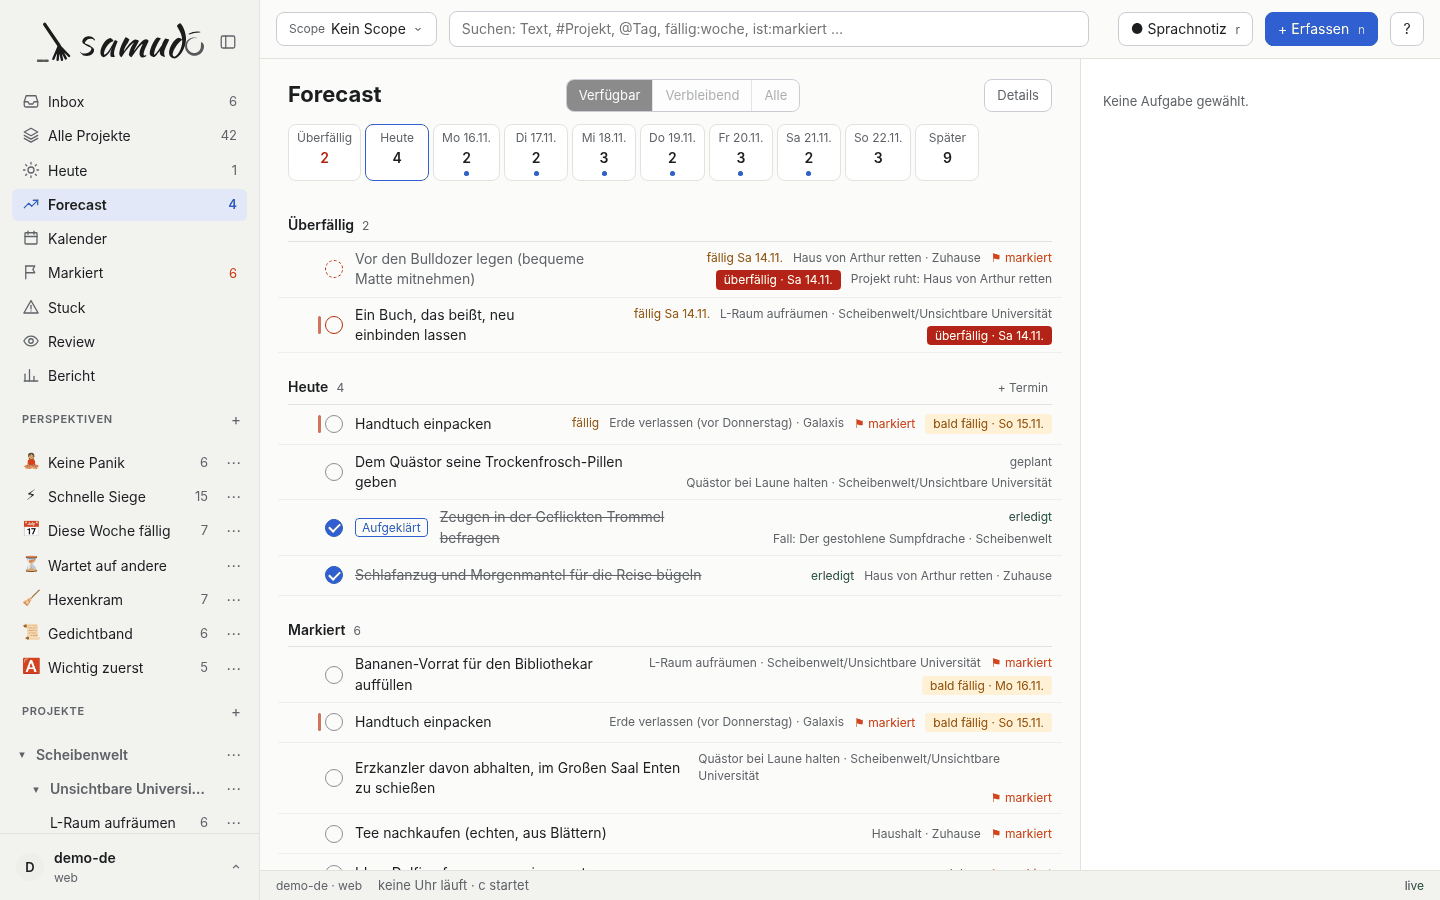 samudō
Scope Kein Scope
Suchen: Text, #Projekt, @Tag, fällig:woche, ist:markiert ...
Sprachnotiz r
+ Erfassen n
?
Inbox 6
Alle Projekte 42
Heute 1
Forecast 4
Kalender
Markiert 6
Stuck
Review
Bericht
PERSPEKTIVEN +
Keine Panik 6 ...
Schnelle Siege 15 ...
Diese Woche fällig 7 ...
Wartet auf andere ...
Hexenkram 7 ...
Gedichtband 6 ...
Wichtig zuerst 5 ...
PROJEKTE +
Scheibenwelt ...
Unsichtbare Universi... ...
L-Raum aufräumen 6 ...
D demo-de
web
Forecast
Verfügbar Verbleibend Alle
Details
Überfällig 2
Heute 4
Mo 16.11. 2
Di 17.11. 2
Mi 18.11. 3
Do 19.11. 2
Fr 20.11. 3
Sa 21.11. 2
So 22.11. 3
Später 9
Überfällig 2
Vor den Bulldozer legen (bequeme
Matte mitnehmen)
fällig Sa 14.11. Haus von Arthur retten · Zuhause markiert
überfällig · Sa 14.11. Projekt ruht: Haus von Arthur retten
Ein Buch, das beißt, neu
einbinden lassen
fällig Sa 14.11. L-Raum aufräumen · Scheibenwelt/Unsichtbare Universität
überfällig · Sa 14.11.
Heute 4 + Termin
Handtuch einpacken fällig Erde verlassen (vor Donnerstag) · Galaxis markiert bald fällig · So 15.11.
Dem Quästor seine Trockenfrosch-Pillen
geben
geplant
Quästor bei Laune halten · Scheibenwelt/Unsichtbare Universität
Aufgeklärt
Zeugen in der Geflickten Trommel
befragen
erledigt
Fall: Der gestohlene Sumpfdrache · Scheibenwelt
Schlafanzug und Morgenmantel für die Reise bügeln erledigt Haus von Arthur retten · Zuhause
Markiert 6
Bananen-Vorrat für den Bibliothekar
auffüllen
L-Raum aufräumen · Scheibenwelt/Unsichtbare Universität markiert
bald fällig · Mo 16.11.
Handtuch einpacken Erde verlassen (vor Donnerstag) · Galaxis markiert bald fällig · So 15.11.
Erzkanzler davon abhalten, im Großen Saal Enten
zu schießen
Quästor bei Laune halten · Scheibenwelt/Unsichtbare
Universität
markiert
Tee nachkaufen (echten, aus Blättern) Haushalt · Zuhause markiert
Keine Aufgabe gewählt.
demo-de · web keine Uhr läuft · c startet
live